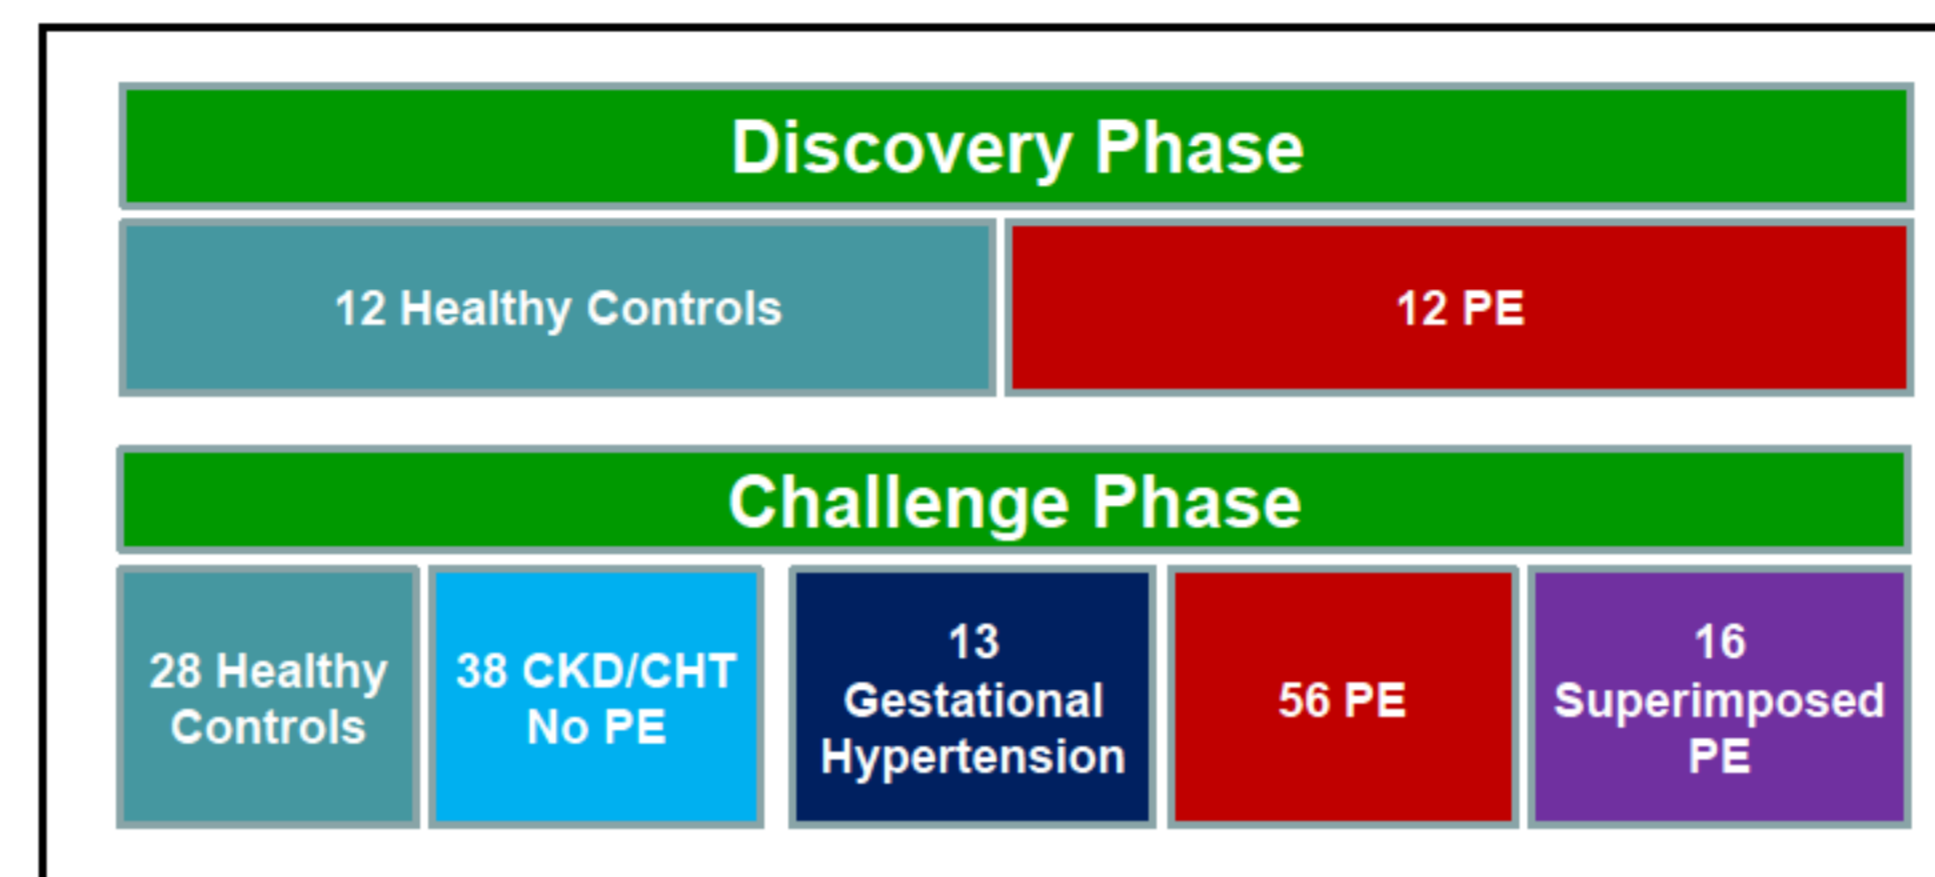 Discovery Phase
12 Healthy Controls
12 PE
Challenge Phase
28 Healthy
Controls
38 CKD/CHT
No PE
13
Gestational
Hypertension
56 PE
16
Superimposed
PE